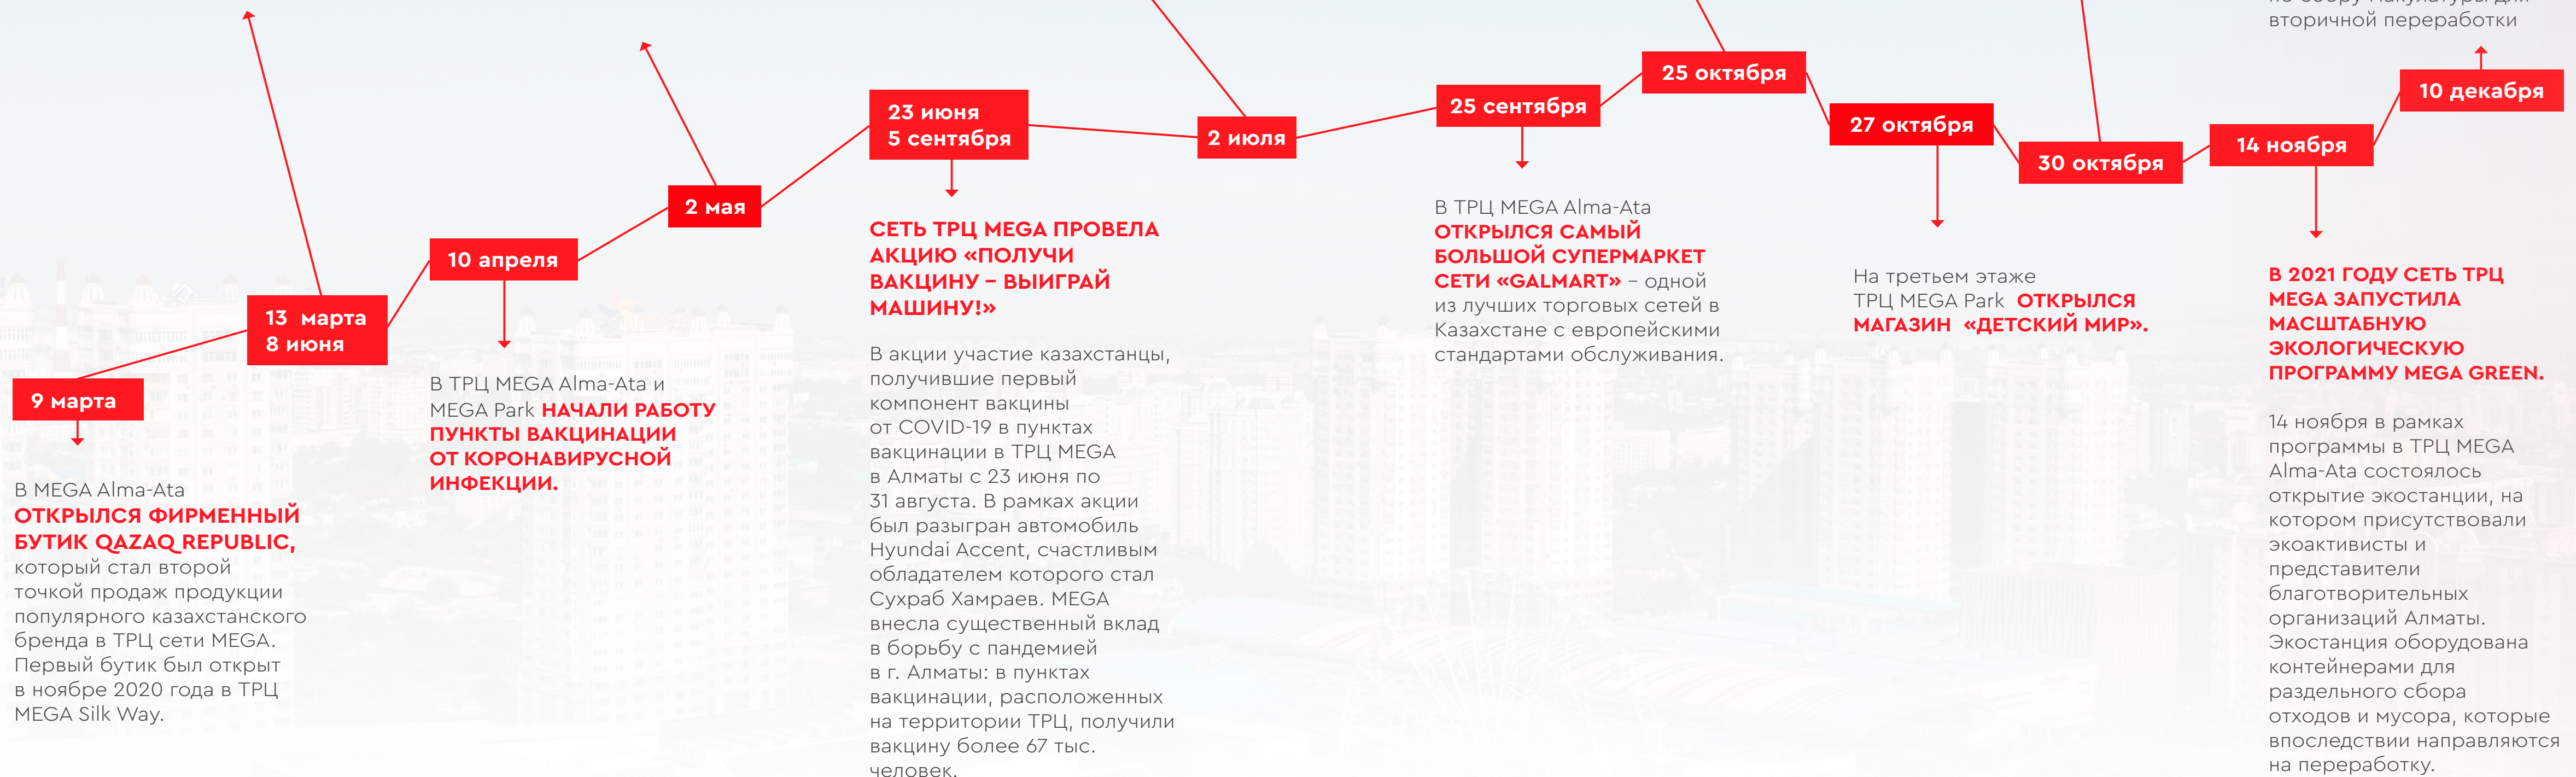 вторичной переработки
10 декабря
25 октября
25 сентября
23 июня
5 сентября
27 октября
2 июля
14 ноября
30 октября
2 мая
10 апреля
13 марта
8 июня
9 марта
В MEGA Alma-Ata
ОТКРЫЛСЯ ФИРМЕННЫЙ
БУТИК QAZAQ REPUBLIC,
который стал второй
точкой продаж продукции
популярного казахстанского
бренда в ТРЦ сети MEGA.
Первый бутик был открыт
в ноябре 2020 года в ТРЦ
MEGA Silk Way.
В ТРЦ MEGA Alma-Ata и
MEGA Park НАЧАЛИ РАБОТУ
ПУНКТЫ ВАКЦИНАЦИИ
ОТ КОРОНАВИРУСНОЙ
ИНФЕКЦИИ.
СЕТЬ ТРЦ MEGA ПРОВЕЛА
АКЦИЮ «ПОЛУЧИ
ВАКЦИНУ – ВЫИГРАЙ
МАШИНУ!»
В акции участие казахстанцы,
получившие первый
компонент вакцины
от COVID-19 в пунктах
вакцинации в ТРЦ MEGA
в Алматы с 23 июня по
31 августа. В рамках акции
был разыгран автомобиль
Hyundai Accent, счастливым
обладателем которого стал
Сухраб Хамраев. MEGA
внесла существенный вклад
в борьбу с пандемией
в г. Алматы: в пунктах
вакцинации, расположенных
на территории ТРЦ, получили
вакцину более 67 тыс.
человек.
В ТРЦ MEGA Alma-Ata
ОТКРЫЛСЯ САМЫЙ
БОЛЬШОЙ СУПЕРМАРКЕТ
СЕТИ «GALMART» – одной
из лучших торговых сетей в
Казахстане с европейскими
стандартами обслуживания.
На третьем этаже
ТРЦ MEGA Park ОТКРЫЛСЯ
МАГАЗИН «ДЕТСКИЙ МИР».
В 2021 ГОДУ СЕТЬ ТРЦ
MEGA ЗАПУСТИЛА
МАСШТАБНУЮ
ЭКОЛОГИЧЕСКУЮ
ПРОГРАММУ MEGA GREEN.
14 ноября в рамках
программы в ТРЦ MEGA
Alma-Ata состоялось
открытие экостанции, на
котором присутствовали
экоактивисты и
представители
благотворительных
организаций Алматы.
Экостанция оборудована
контейнерами для
раздельного сбора
отходов и мусора, которые
впоследствии направляются
на переработку.